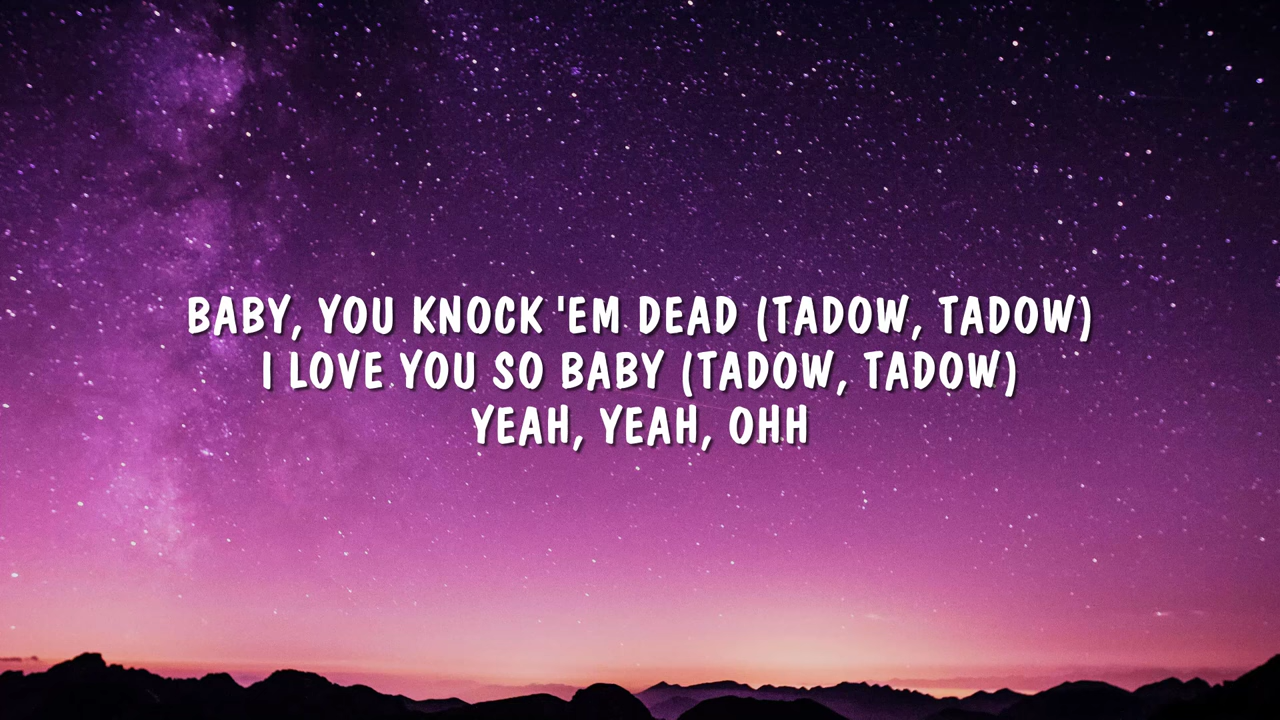 BABY, YOU KNOCK 'EM DEAD (TADOW, TADOW)
I LOVE YOU SO BABY (TADOW, TADOW)
YEAH, YEAH, OHH